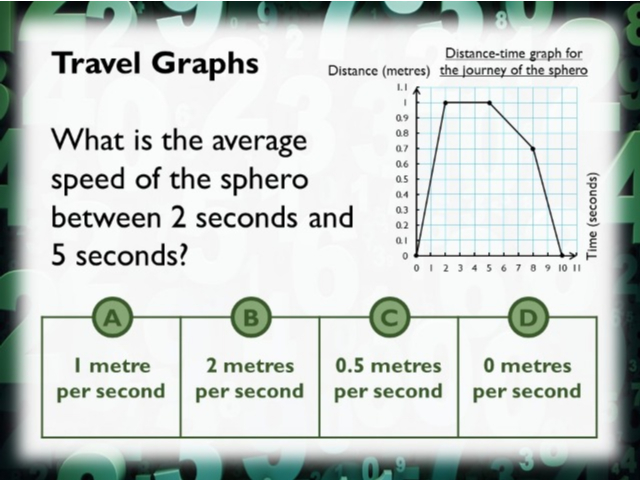 Travel Graphs
Distance-time graph for
the journey of the sphero
Distance (metres)
1.1
1
0.9
0.8
0.7
0.6
0.5
0.4
0.3
0.2
0.1
0
0 1 2 3 4 5 6 7 8 9 10 11
Time (seconds)
What is the average
speed of the sphero
between 2 seconds and
5 seconds?
A
1 metre
per second
B
2 metres
per second
C
0.5 metres
per second
D
0 metres
per second